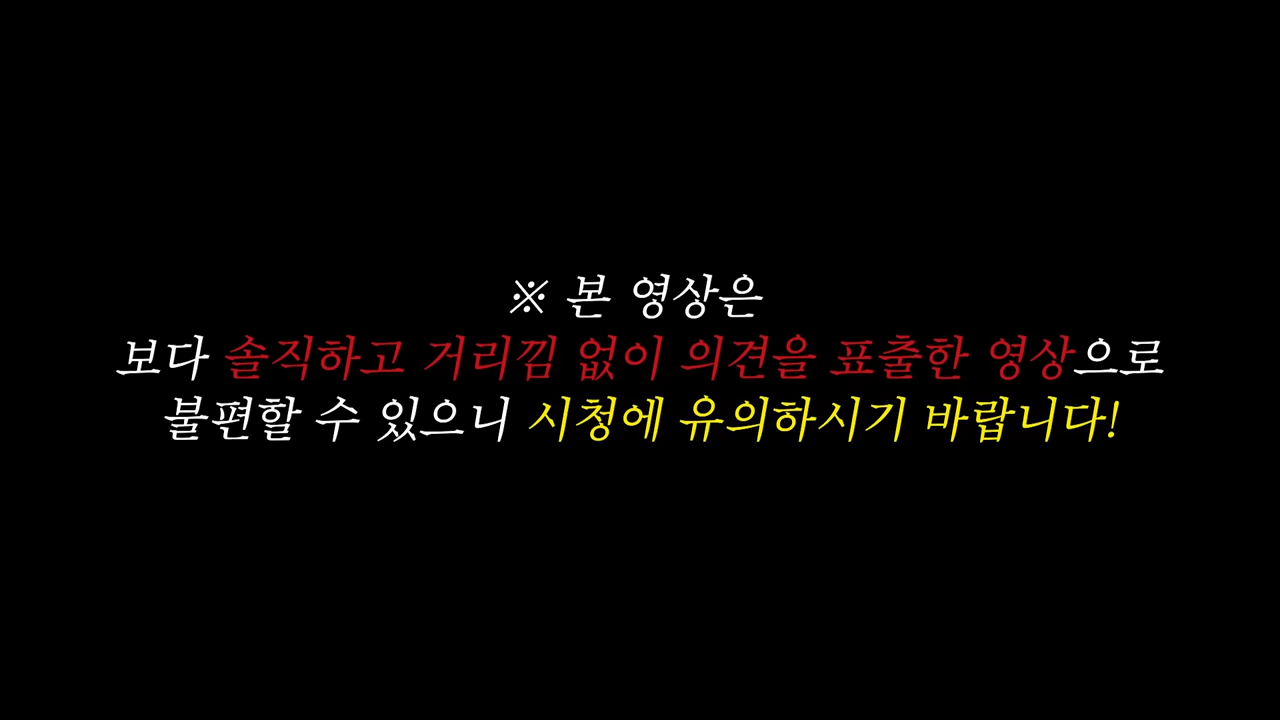 ※ 본 영상은
보다 솔직하고 거리낌 없이 의견을 표출한 영상으로
불편할 수 있으니 시청에 유의하시기 바랍니다!